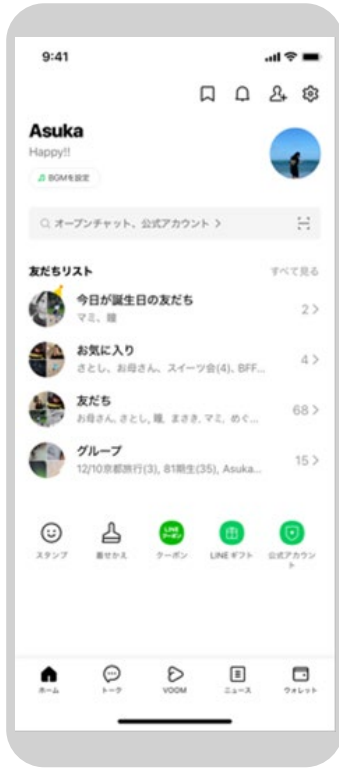 9:41
Asuka
Happy!!
BGMを設定
オープンチャット、公式アカウント >
友だちリスト
すべて見る
今日が誕生日の友だち
マミ、瞳
2 >
お気に入り
さとし、お母さん、スイーツ会(4), BFF...
4 >
友だち
お母さん, さとし, 瞳, まさき, マミ, めぐ...
68 >
グループ
12/10京都旅行(3), 81期生(35), Asuka...
15 >
スタンプ
着せかえ
LINE
クーポン
クーポン
LINE ギフト
公式アカウン
ト
ホーム
トーク
VOOM
ニュース
ウォレット